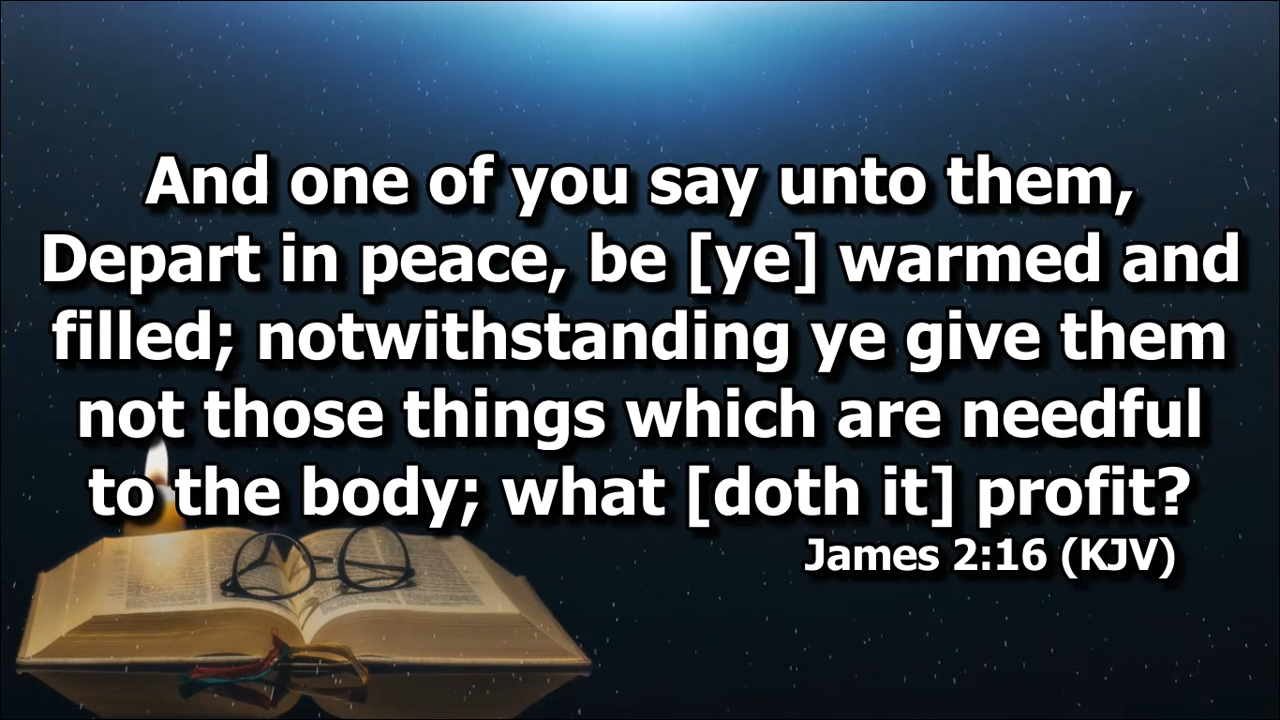 And one of you say unto them,
Depart in peace, be [ye] warmed and
filled; notwithstanding ye give them
not those things which are needful
to the body; what [doth it] profit?
James 2:16 (KJV)